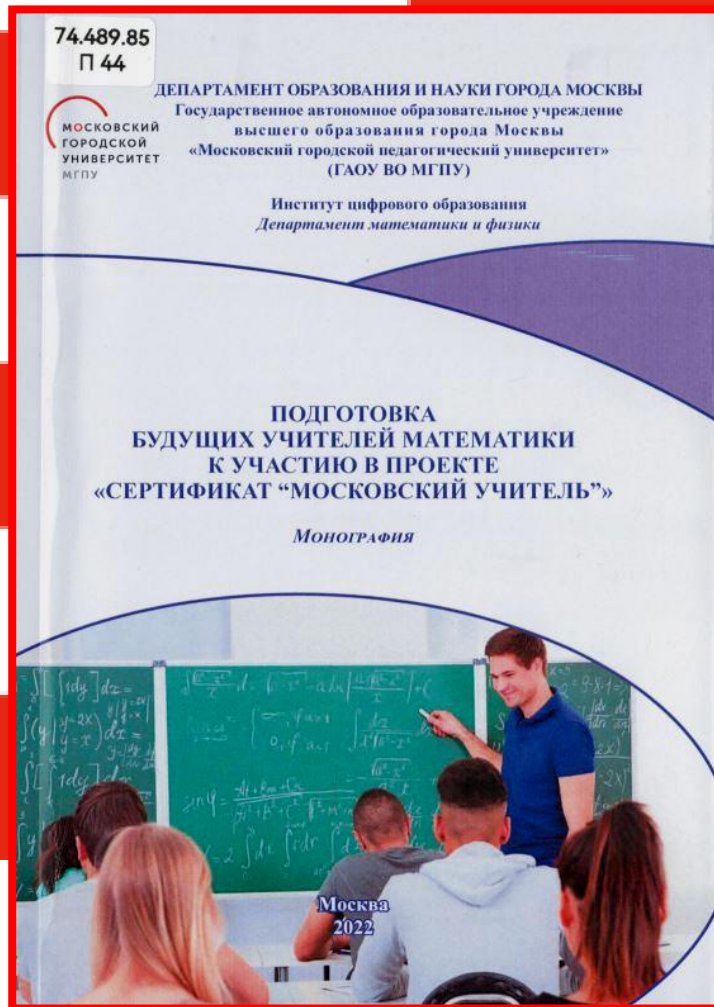 74.489.85
П 44
ДЕПАРТАМЕНТ ОБРАЗОВАНИЯ И НАУКИ ГОРОДА МОСКВЫ
Государственное автономное образовательное учреждение
высшего образования города Москвы
«Московский городской педагогический университет»
(ГАОУ ВО МГПУ)
МОСКОВСКИЙ
ГОРОДСКОЙ
УНИВЕРСИТЕТ
МГПУ
Институт цифрового образования
Департамент математики и физики
ПОДГОТОВКА
БУДУЩИХ УЧИТЕЛЕЙ МАТЕМАТИКИ
К УЧАСТИЮ В ПРОЕКТЕ
«СЕРТИФИКАТ “МОСКОВСКИЙ УЧИТЕЛЬ”»
МОНОГРАФИЯ
Москва
2022